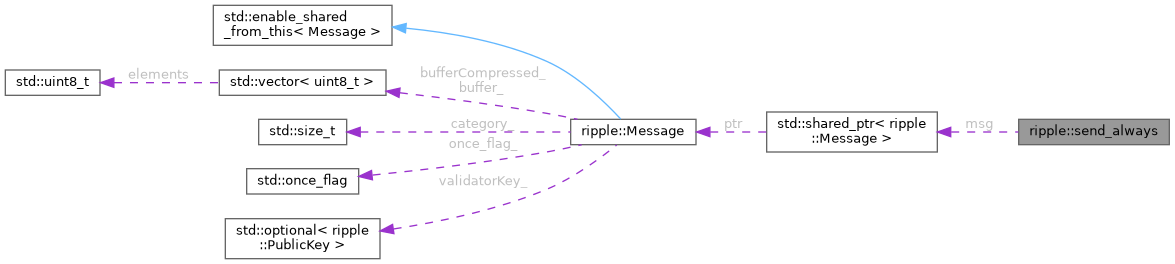 std::enable_shared
_from_this< Message >
std::uint8_t
elements
std::vector< uint8_t >
bufferCompressed_
buffer_
std::size_t
category_
once_flag_
ripple::Message
ptr
std::shared_ptr< ripple
::Message >
msg
ripple::send_always
std::once_flag
validatorKey_
std::optional< ripple
::PublicKey >